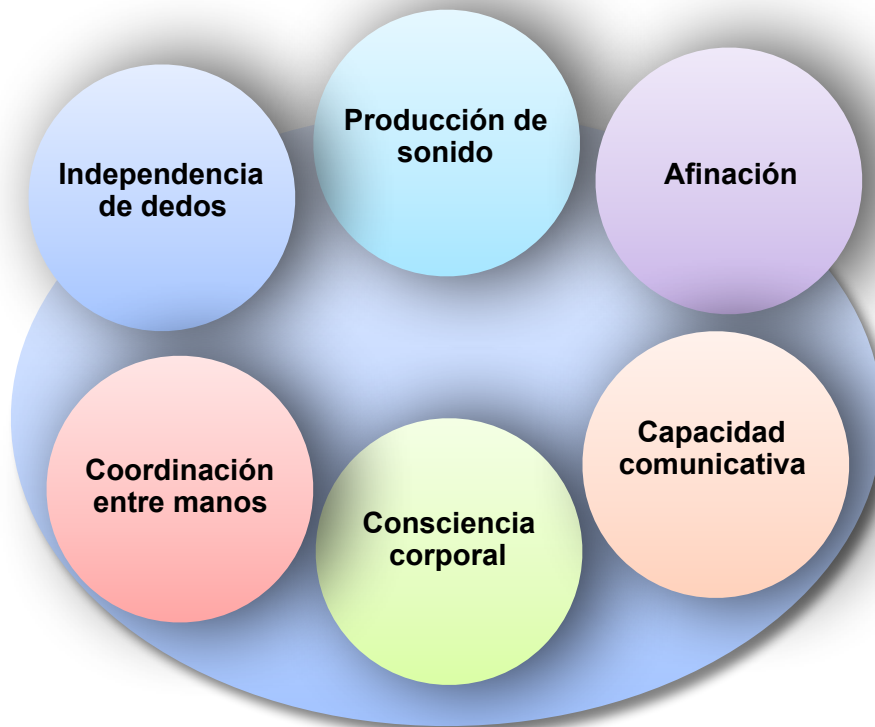 Independencia
de dedos
Producción de
sonido
Afinación
Coordinación
entre manos
Consciencia
corporal
Capacidad
comunicativa